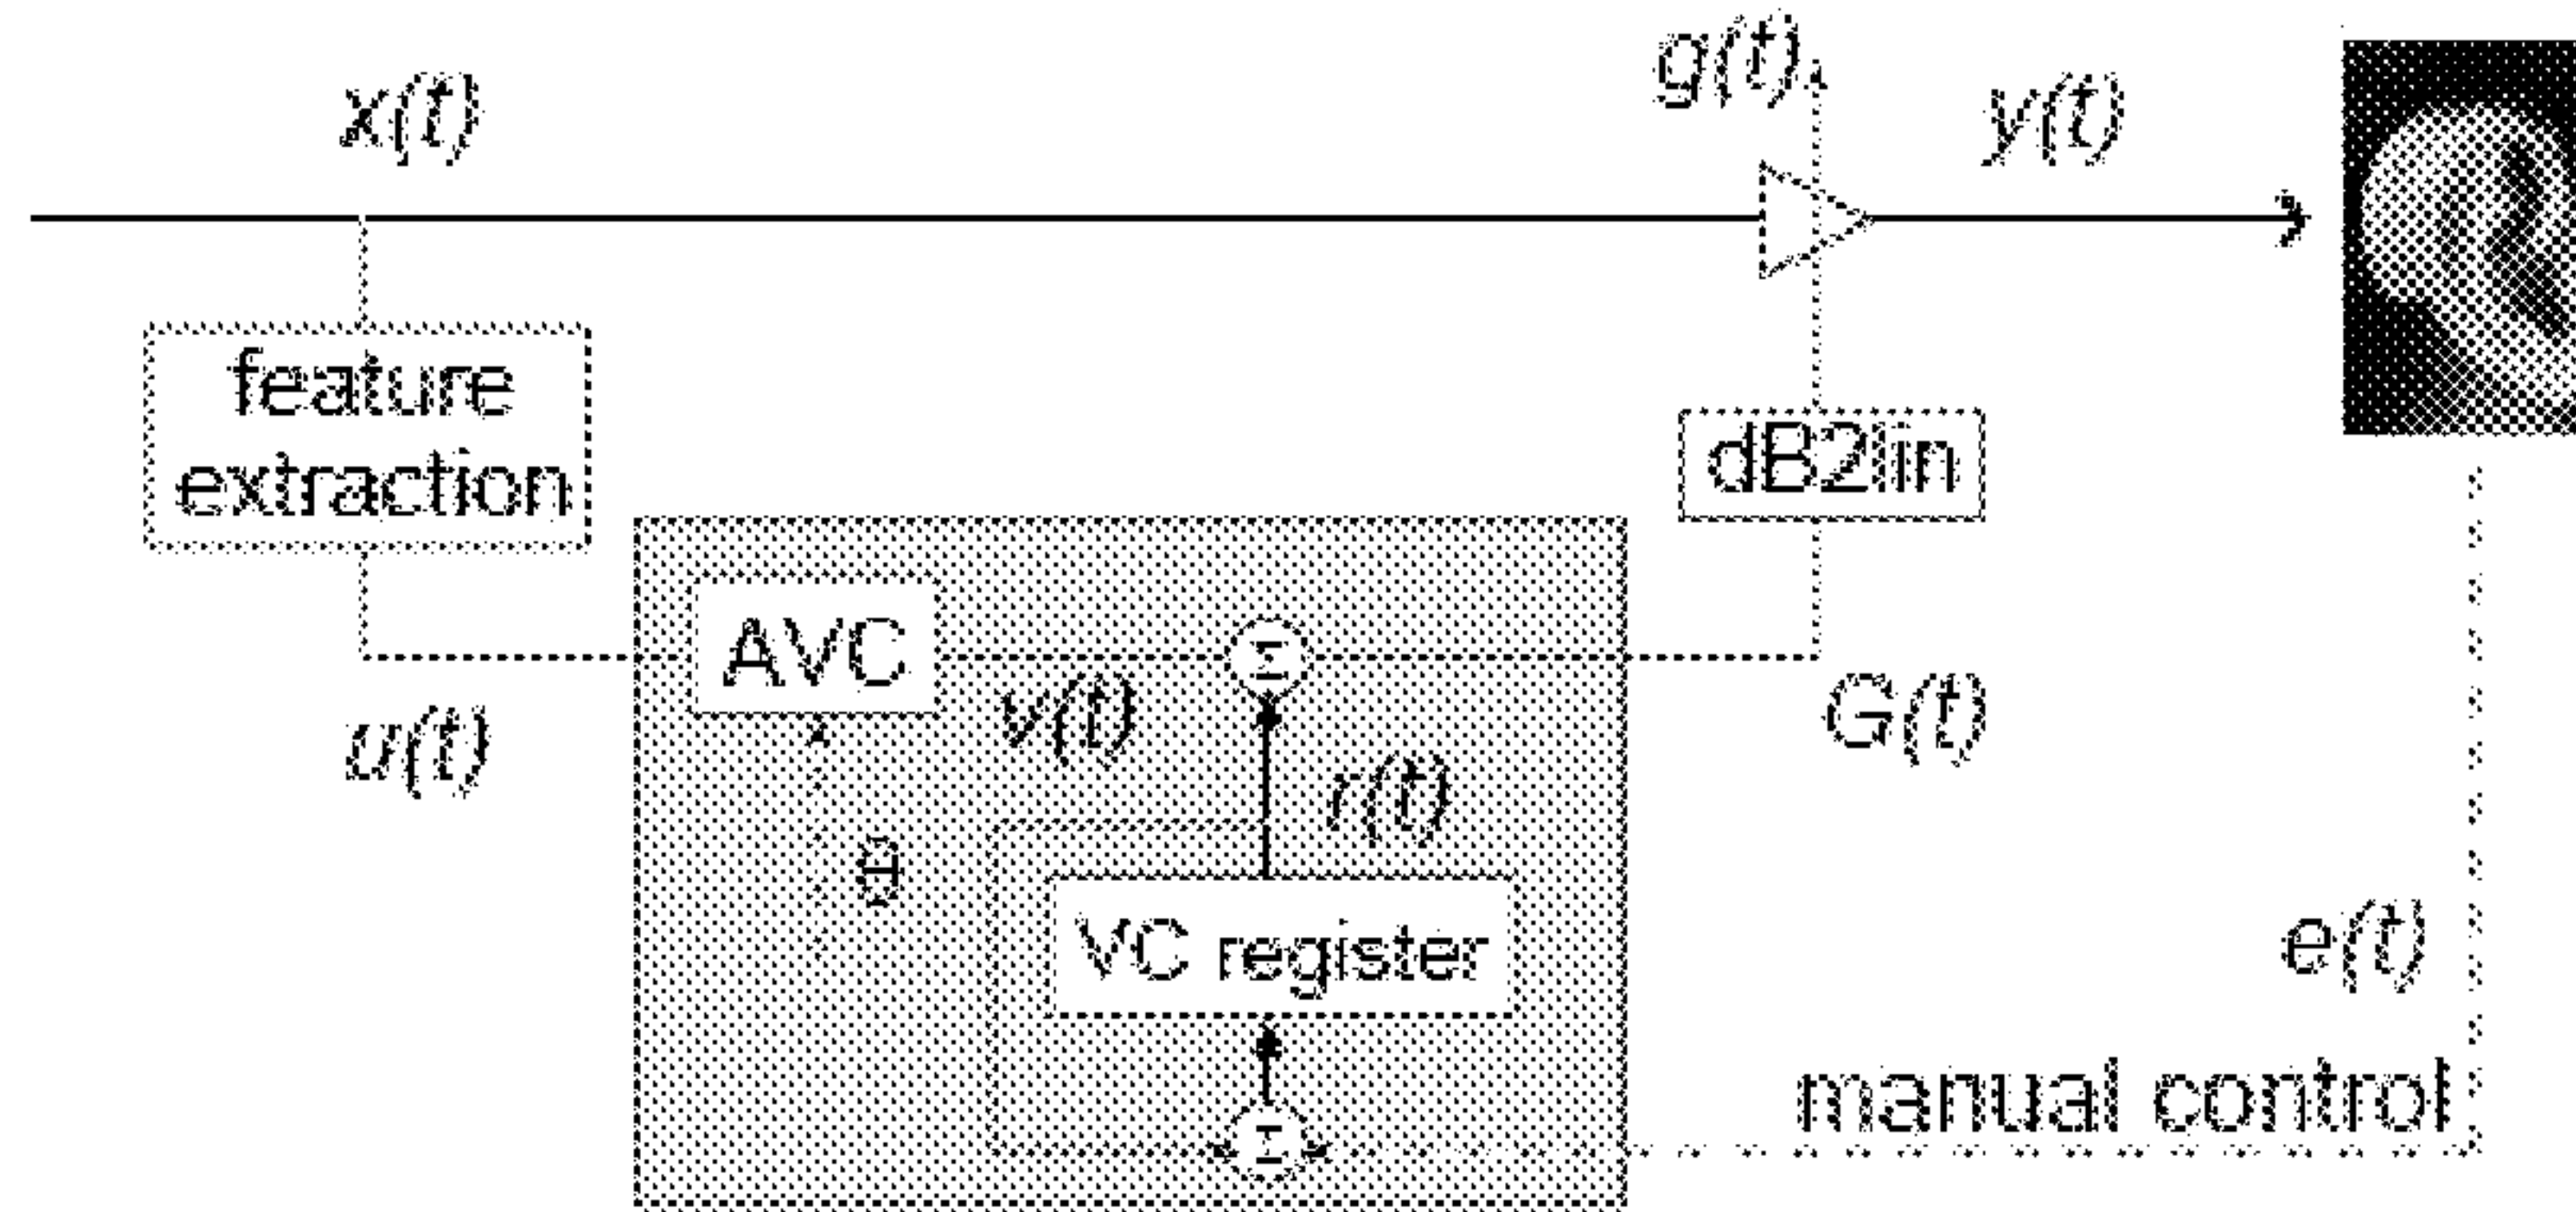 x(t)
g(t)
y(t)
feature
extraction
dB2lin
AVC
u(t)
v(t)
G(t)
r(t)
VC register
e(t)
manual control
Σ
Σ